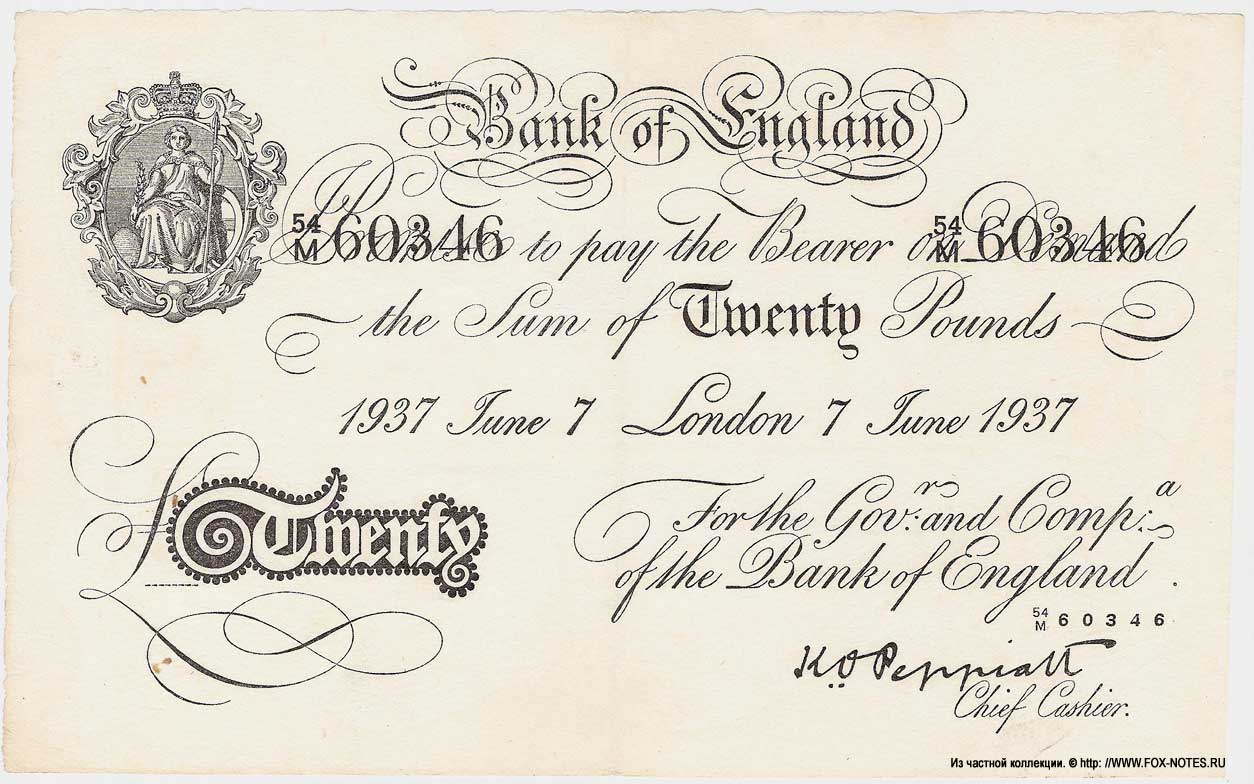 Bank of England
54/M 60346 to pay the Bearer on Demand 54/M 60346
the Sum of Twenty Pounds
1937 June 7 London 7 June 1937
£Twenty
For the Gov.r and Comp.a
of the Bank of England .
54/M 60346
K.O. Peppiatt
Chief Cashier.
Из частной коллекции. © http: //WWW.FOX-NOTES.RU